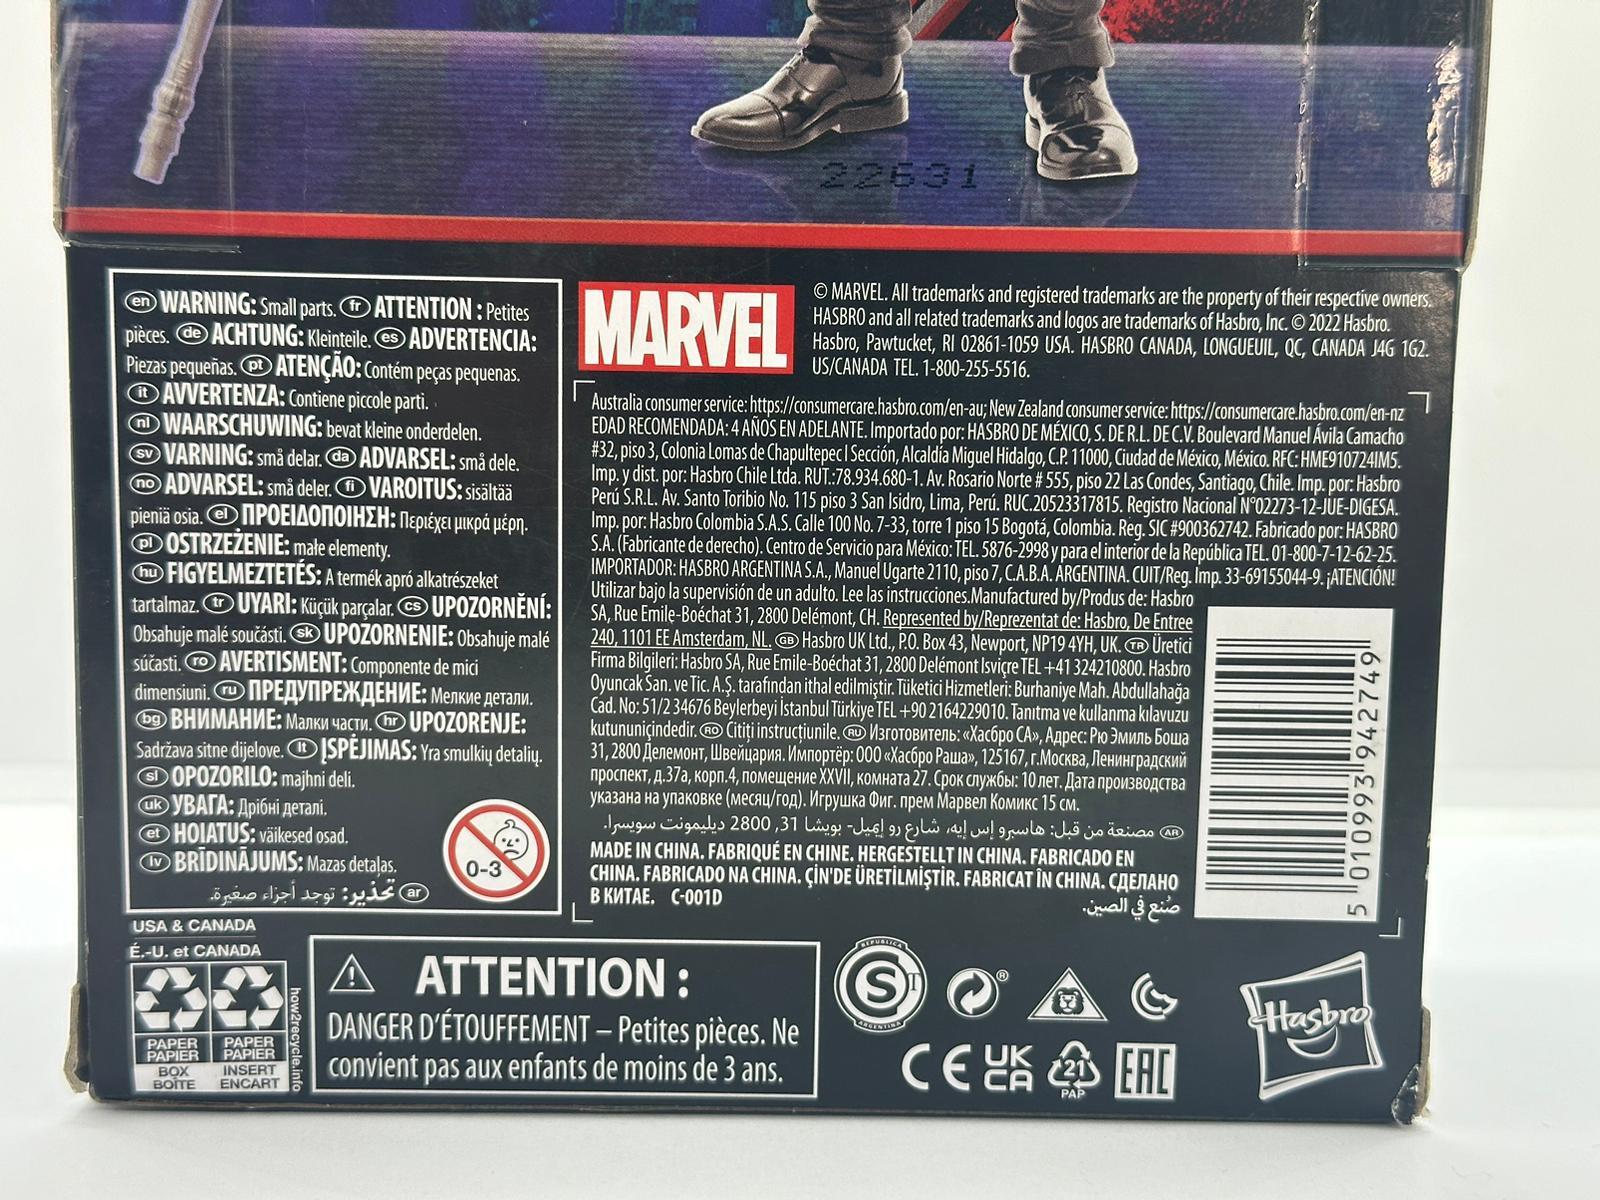 22631
en WARNING: Small parts. fr ATTENTION : Petites
pièces. de ACHTUNG: Kleinteile. es ADVERTENCIA:
Piezas pequeñas. pt ATENÇÃO: Contém peças pequenas.
it AVVERTENZA: Contiene piccole parti.
nl WAARSCHUWING: bevat kleine onderdelen.
sv VARNING: små delar. da ADVARSEL: små dele.
no ADVARSEL: små deler. fi VAROITUS: sisältää
pieniä osia. el ΠΡΟΕΙΔΟΠΟΙΗΣΗ: Περιέχει μικρά μέρη.
pl OSTRZEŻENIE: małe elementy.
hu FIGYELMEZTETÉS: A termék apró alkatrészeket
tartalmaz. tr UYARI: Küçük parçalar. cs UPOZORNĚNÍ:
Obsahuje malé součásti. sk UPOZORNENIE: Obsahuje malé
súčasti. ro AVERTISMENT: Componente de mici
dimensiuni. ru ПРЕДУПРЕЖДЕНИЕ: Мелкие детали.
bg ВНИМАНИЕ: Малки части. hr UPOZORENJE:
Sadržava sitne dijelove. lt ĮSPĖJIMAS: Yra smulkių detalių.
sl OPOZORILO: majhni deli.
uk УВАГА: Дрібні деталі.
et HOIATUS: väikesed osad.
lv BRĪDINĀJUMS: Mazas detaļas.
ar تحذير: توجد أجزاء صغيرة.
0-3
MARVEL
© MARVEL. All trademarks and registered trademarks are the property of their respective owners.
HASBRO and all related trademarks and logos are trademarks of Hasbro, Inc. © 2022 Hasbro.
Hasbro, Pawtucket, RI 02861-1059 USA. HASBRO CANADA, LONGUEUIL, QC, CANADA J4G 1G2.
US/CANADA TEL. 1-800-255-5516.
Australia consumer service: https://consumercare.hasbro.com/en-au; New Zealand consumer service: https://consumercare.hasbro.com/en-nz
EDAD RECOMENDADA: 4 AÑOS EN ADELANTE. Importado por: HASBRO DE MÉXICO, S. DE R.L. DE C.V. Boulevard Manuel Ávila Camacho
#32, piso 3, Colonia Lomas de Chapultepec I Sección, Alcaldía Miguel Hidalgo, C.P. 11000, Ciudad de México, México. RFC: HME910724IM5.
Imp. y dist. por: Hasbro Chile Ltda. RUT.:78.934.680-1. Av. Rosario Norte # 555, piso 22 Las Condes, Santiago, Chile. Imp. por: Hasbro
Perú S.R.L. Av. Santo Toribio No. 115 piso 3 San Isidro, Lima, Perú. RUC.20523317815. Registro Nacional N°02273-12-JUE-DIGESA.
Imp. por: Hasbro Colombia S.A.S. Calle 100 No. 7-33, torre 1 piso 15 Bogotá, Colombia. Reg. SIC #900362742. Fabricado por: HASBRO
S.A. (Fabricante de derecho). Centro de Servicio para México: TEL. 5876-2998 y para el interior de la República TEL. 01-800-7-12-62-25.
IMPORTADOR: HASBRO ARGENTINA S.A., Manuel Ugarte 2110, piso 7, C.A.B.A. ARGENTINA. CUIT/Reg. Imp. 33-69155044-9. ¡ATENCIÓN!
Utilizar bajo la supervisión de un adulto. Lee las instrucciones.Manufactured by/Produs de: Hasbro
SA, Rue Emile-Boéchat 31, 2800 Delémont, CH. Represented by/Reprezentat de: Hasbro, De Entree
240, 1101 EE Amsterdam, NL. GB Hasbro UK Ltd., P.O. Box 43, Newport, NP19 4YH, UK. TR Üretici
Firma Bilgileri: Hasbro SA, Rue Emile-Boéchat 31, 2800 Delémont İsviçre TEL +41 324210800. Hasbro
Oyuncak San. ve Tic. A.Ş. tarafından ithal edilmiştir. Tüketici Hizmetleri: Burhaniye Mah. Abdullahağa
Cad. No: 51/2 34676 Beylerbeyi İstanbul Türkiye TEL +90 2164229010. Tanıtma ve kullanma kılavuzu
kutununiçindedir. RO Citiți instrucțiunile. RU Изготовитель: «Хасбро СА», Адрес: Рю Эмиль Боша
31, 2800 Делемонт, Швейцария. Импортёр: ООО «Хасбро Раша», 125167, г.Москва, Ленинградский
проспект, д.37а, корп.4, помещение XXVII, комната 27. Срок службы: 10 лет. Дата производства
указана на упаковке (месяц/год). Игрушка Фиг. прем Марвел Комикс 15 см.
AR مصنعة من قبل: هاسبرو إس إيه، شارع رو إميل- بويشا 31, 2800 ديليمونت سويسرا.
MADE IN CHINA. FABRIQUÉ EN CHINE. HERGESTELLT IN CHINA. FABRICADO EN
CHINA. FABRICADO NA CHINA. ÇİN'DE ÜRETİLMİŞTİR. FABRICAT ÎN CHINA. СДЕЛАНО
В КИТАЕ. C-001D صُنع في الصين.
5 010993 942749
USA & CANADA
É.-U. et CANADA
PAPER PAPER
PAPIER PAPIER
BOX INSERT
BOÎTE ENCART
how2recycle.info
ATTENTION :
DANGER D'ÉTOUFFEMENT – Petites pièces. Ne
convient pas aux enfants de moins de 3 ans.
REPUBLICA
S T
ARGENTINA
®
CE UK CA 21 PAP EAC
Hasbro